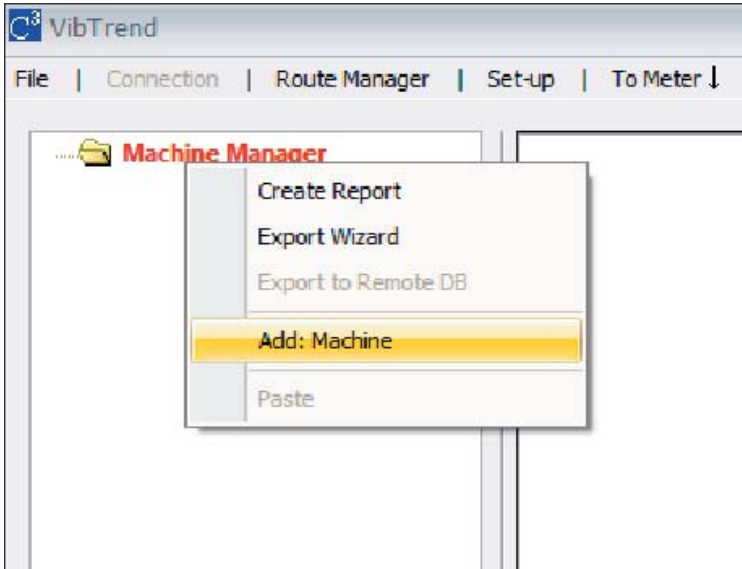 C3 VibTrend
File | Connection | Route Manager | Set-up | To Meter ↓
Machine Manager
Create Report
Export Wizard
Export to Remote DB
Add: Machine
Paste